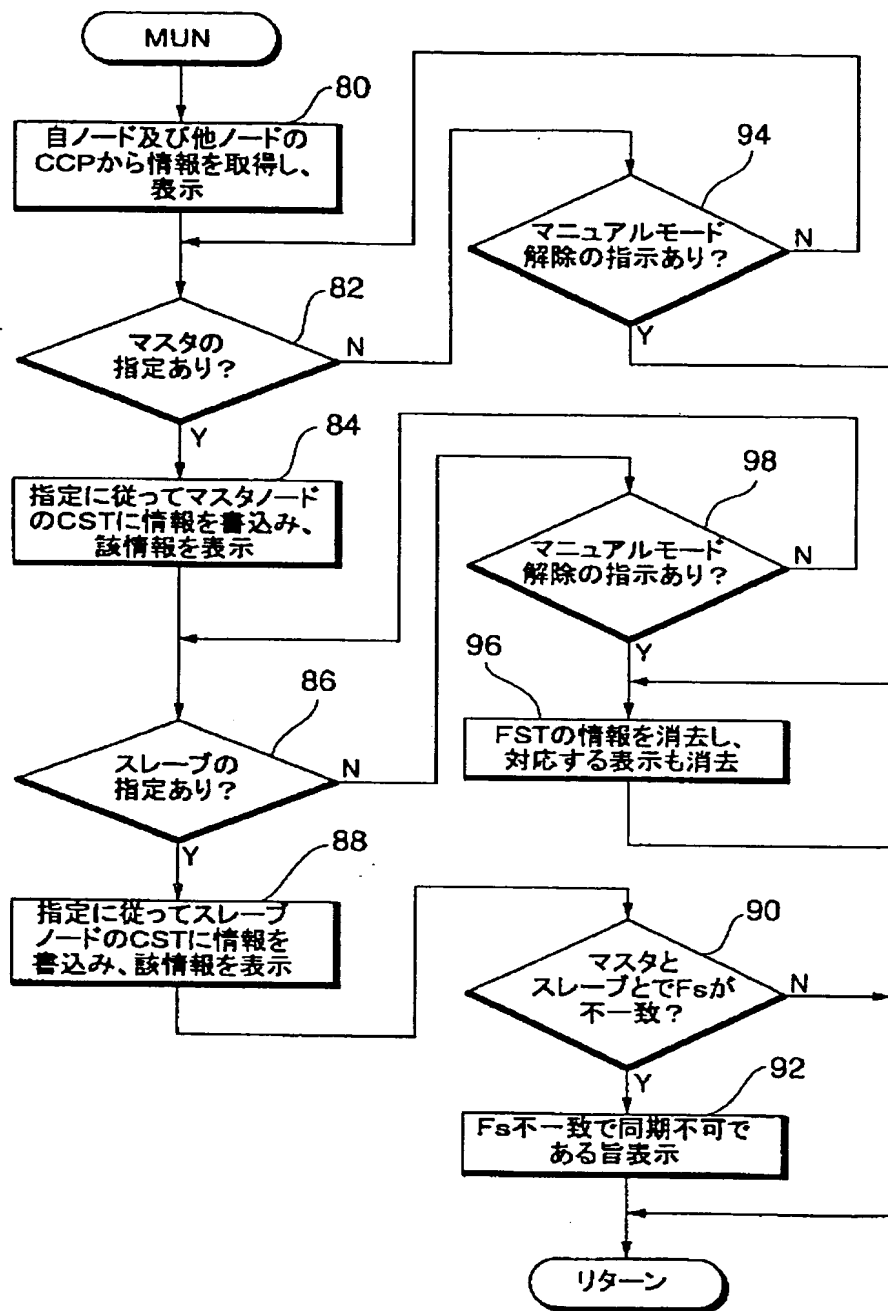 MUN
80
自ノード及び他ノードの
CCPから情報を取得し、
表示
94
マニュアルモード
解除の指示あり?
N
Y
82
マスタの
指定あり?
N
Y
84
指定に従ってマスタノード
のCSTに情報を書込み、
該情報を表示
98
マニュアルモード
解除の指示あり?
N
Y
96
FSTの情報を消去し、
対応する表示も消去
86
スレーブの
指定あり?
N
Y
88
指定に従ってスレーブ
ノードのCSTに情報を
書込み、該情報を表示
90
マスタと
スレーブとでFsが
不一致?
N
Y
92
Fs不一致で同期不可で
ある旨表示
リターン